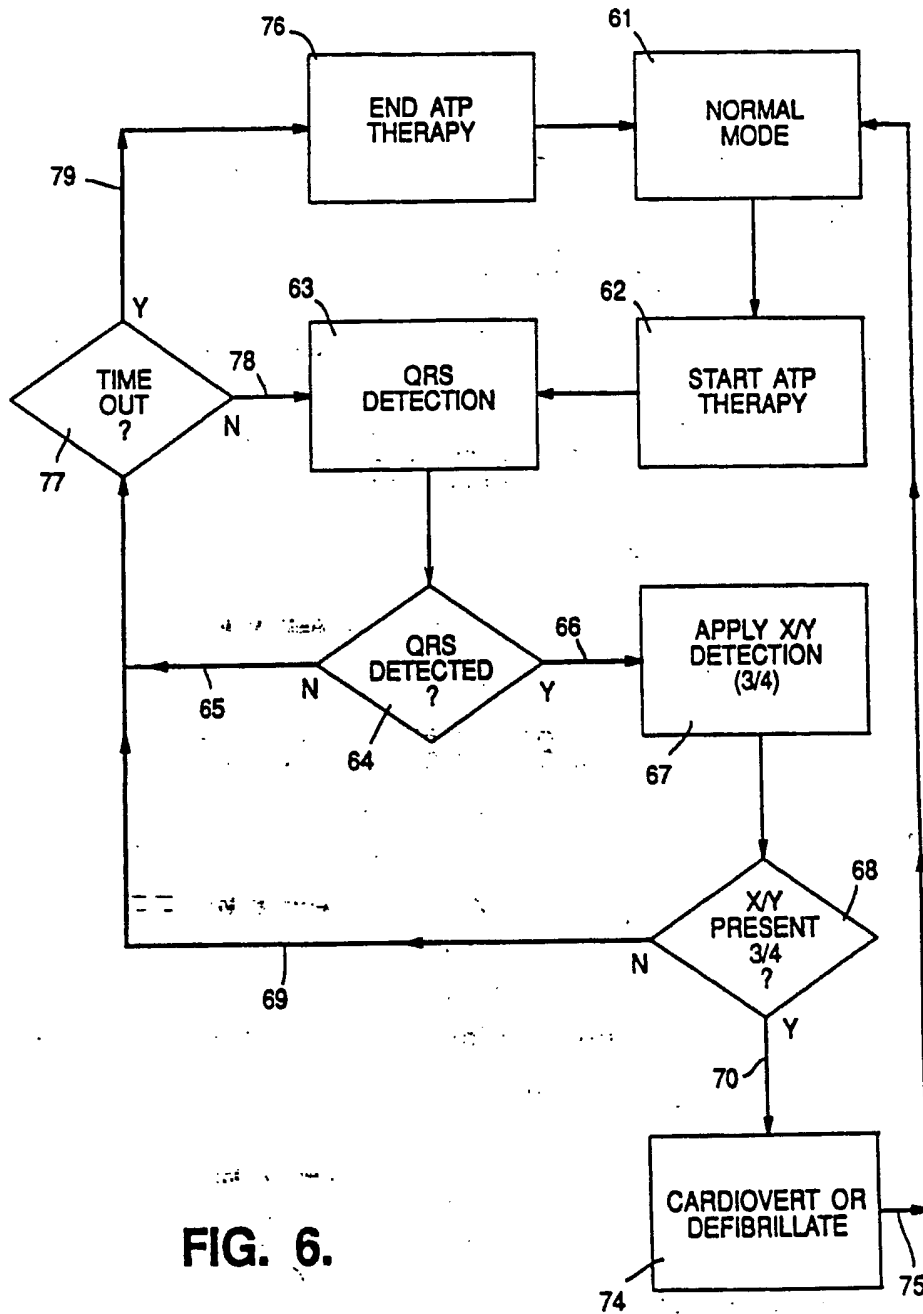 76
61
END ATP
THERAPY
NORMAL
MODE
79
Y
63
62
TIME
OUT
?
78
N
QRS
DETECTION
START ATP
THERAPY
77
66
QRS
DETECTED
?
APPLY X/Y
DETECTION
(3/4)
65
N
Y
64
67
68
X/Y
PRESENT
3/4
?
N
69
Y
70
CARDIOVERT OR
DEFIBRILLATE
FIG. 6.
74
75